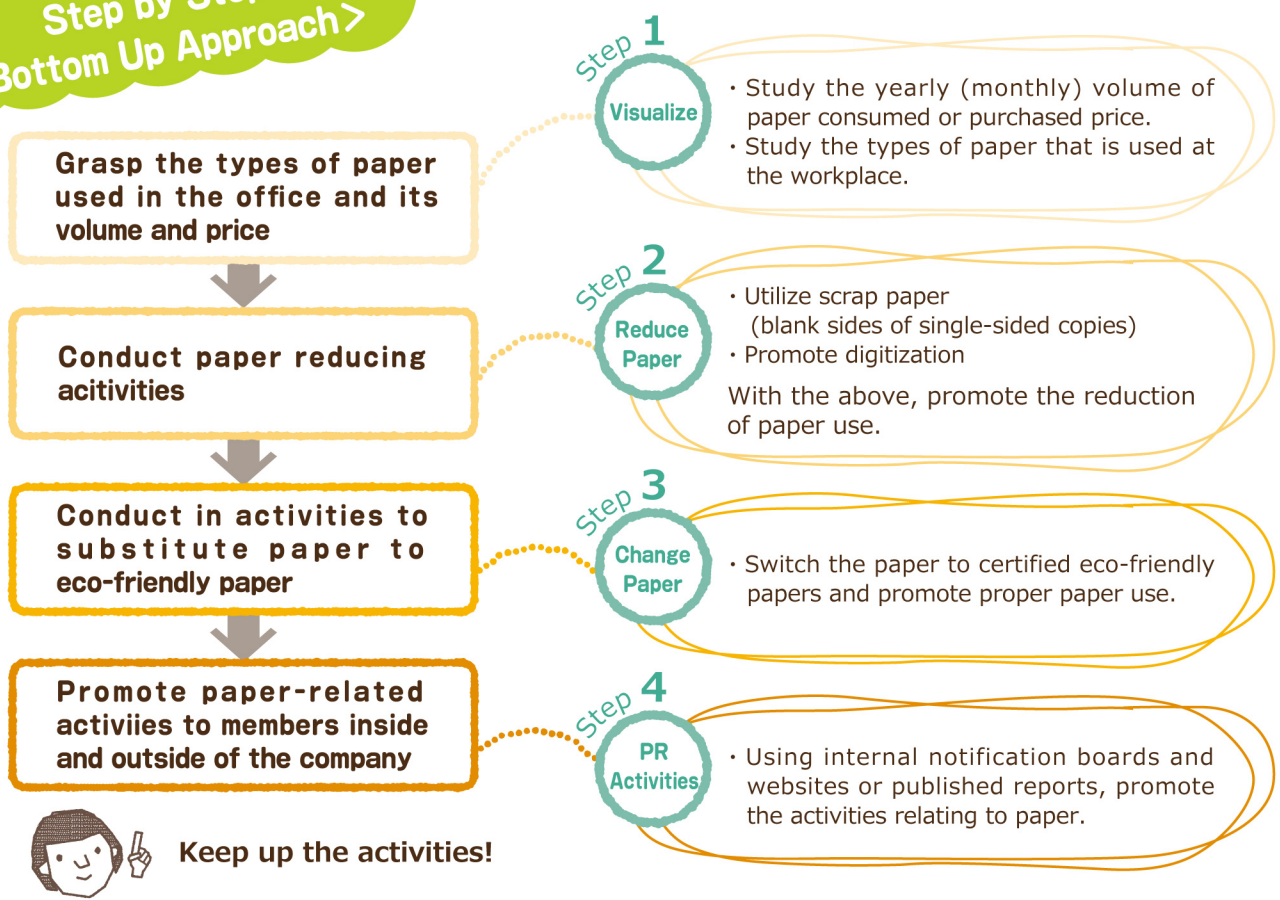 Step by Step
Bottom Up Approach>
Grasp the types of paper
used in the office and its
volume and price
Step 1
Visualize
・Study the yearly (monthly) volume of
paper consumed or purchased price.
・Study the types of paper that is used at
the workplace.
Conduct paper reducing
acitivities
Step 2
Reduce
Paper
・Utilize scrap paper
(blank sides of single-sided copies)
・Promote digitization
With the above, promote the reduction
of paper use.
Conduct in activities to
substitute paper to
eco-friendly paper
Step 3
Change
Paper
・Switch the paper to certified eco-friendly
papers and promote proper paper use.
Promote paper-related
activiies to members inside
and outside of the company
Step 4
PR
Activities
・Using internal notification boards and
websites or published reports, promote
the activities relating to paper.
Keep up the activities!